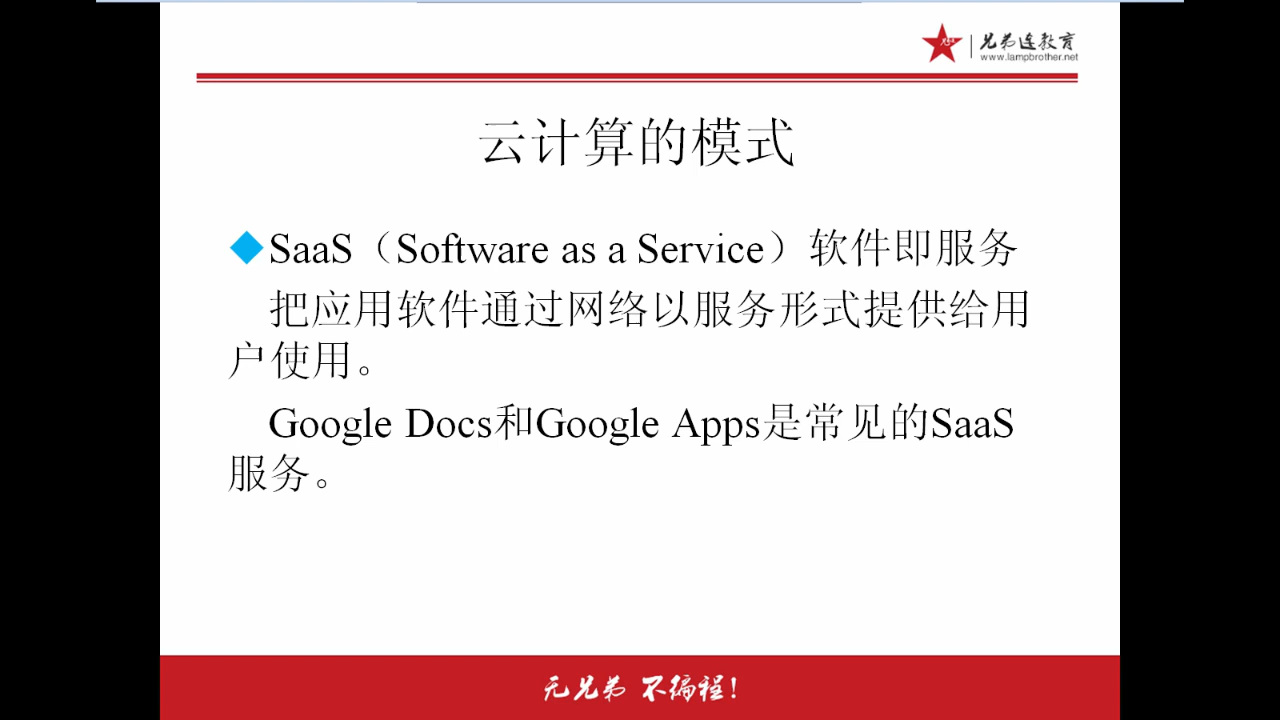 兄弟连教育
www.lampbrother.net
云计算的模式
SaaS（Software as a Service）软件即服务
把应用软件通过网络以服务形式提供给用
户使用。
Google Docs和Google Apps是常见的SaaS
服务。
无兄弟 不编程！